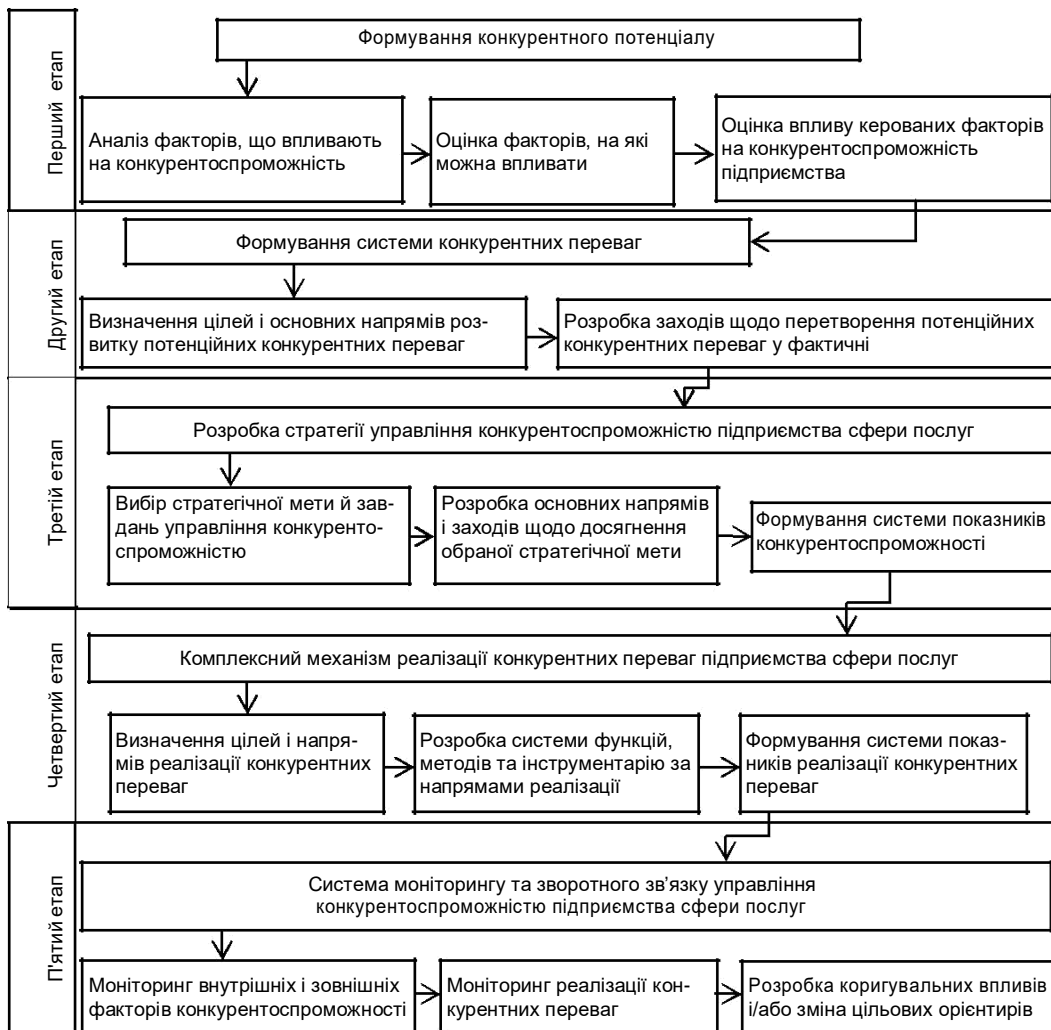 Перший етап
Формування конкурентного потенціалу
Аналіз факторів, що впливають
на конкурентоспроможність
Оцінка факторів, на які
можна впливати
Оцінка впливу керованих факторів
на конкурентоспроможність
підприємства
Другий етап
Формування системи конкурентних переваг
Визначення цілей і основних напрямів роз-
витку потенційних конкурентних переваг
Розробка заходів щодо перетворення потенційних
конкурентних переваг у фактичні
Третій етап
Розробка стратегії управління конкурентоспроможністю підприємства сфери послуг
Вибір стратегічної мети й зав-
дань управління конкуренто-
спроможністю
Розробка основних напрямів
і заходів щодо досягнення
обраної стратегічної мети
Формування системи показників
конкурентоспроможності
Четвертий етап
Комплексний механізм реалізації конкурентних переваг підприємства сфери послуг
Визначення цілей і напря-
мів реалізації конкурентних
переваг
Розробка системи функцій,
методів та інструментарію за
напрямами реалізації
Формування системи показ-
ників реалізації конкурентних
переваг
П'ятий етап
Система моніторингу та зворотного зв’язку управління
конкурентоспроможністю підприємства сфери послуг
Моніторинг внутрішніх і зовнішніх
факторів конкурентоспроможності
Моніторинг реалізації кон-
курентних переваг
Розробка коригувальних впливів
і/або зміна цільових орієнтирів